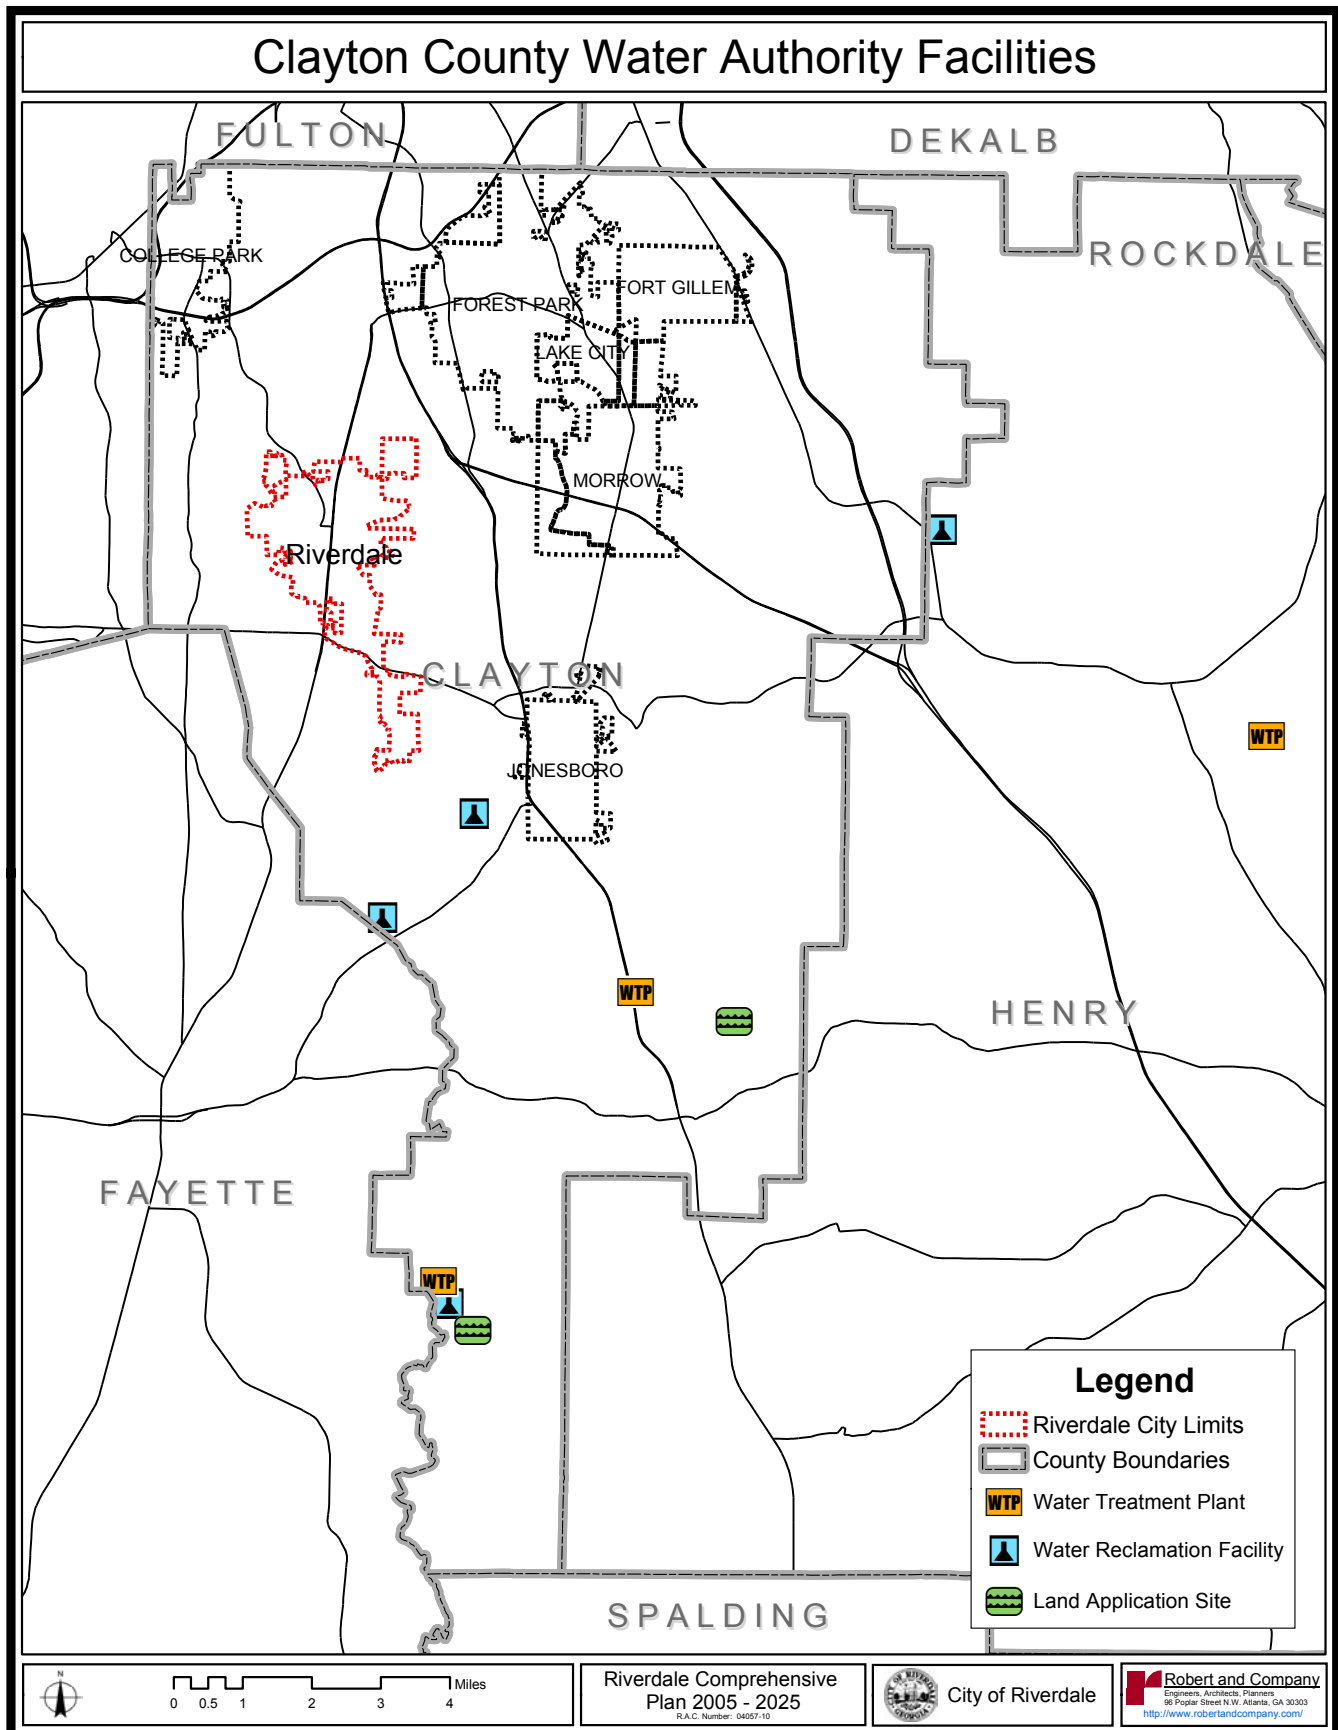 Clayton County Water Authority Facilities
FULTON
DEKALB
ROCKDALE
COLLEGE PARK
FORT GILLEM
FOREST PARK
LAKE CITY
MORROW
Riverdale
CLAYTON
WTP
JONESBORO
WTP
HENRY
FAYETTE
WTP
Legend
Riverdale City Limits
County Boundaries
WTP Water Treatment Plant
Water Reclamation Facility
Land Application Site
SPALDING
N
0 0.5 1 2 3 4 Miles
Riverdale Comprehensive
Plan 2005 - 2025
R.A.C. Number: 04057-10
City of Riverdale
Robert and Company
Engineers, Architects, Planners
96 Poplar Street N.W. Atlanta, GA 30303
http://www.robertandcompany.com/